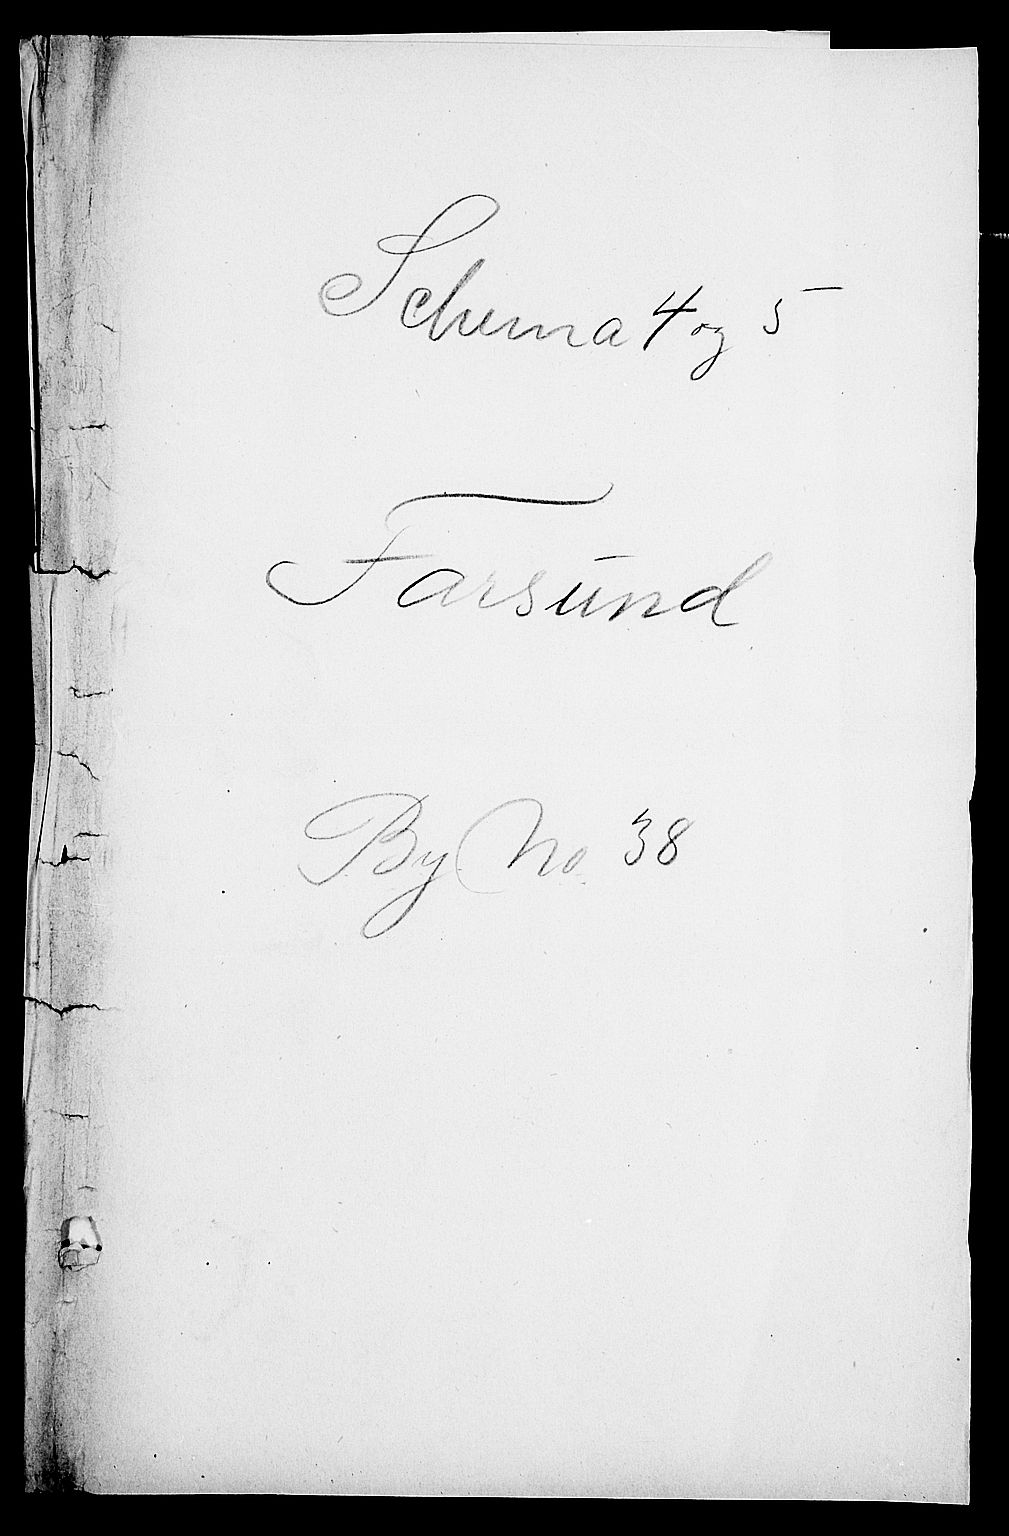 Schema 4 og 5
Farsund
By No 38